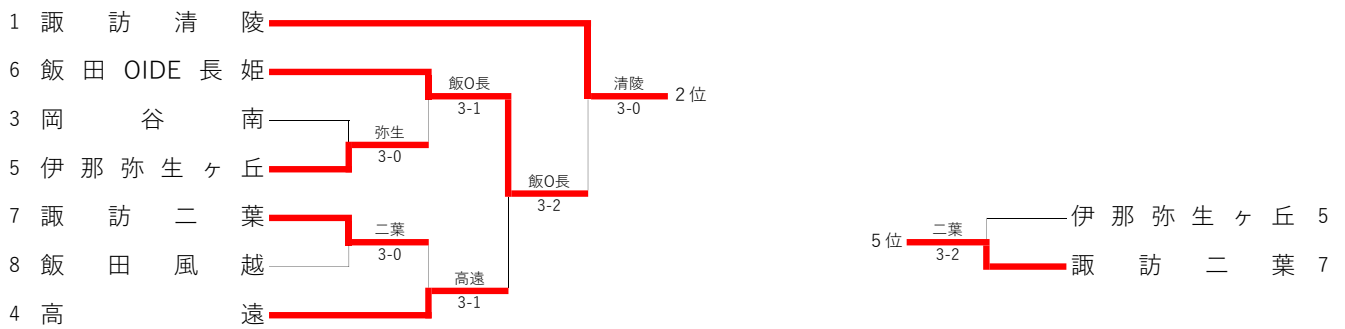 1 諏訪清陵
6 飯田OIDE長姫
飯O長
3-1
清陵
3-0
2位
3 岡谷南
弥生
3-0
5 伊那弥生ヶ丘
飯O長
3-2
7 諏訪二葉
二葉
3-0
8 飯田風越
高遠
3-1
4 高遠
5位
二葉
3-2
伊那弥生ヶ丘 5
諏訪二葉 7